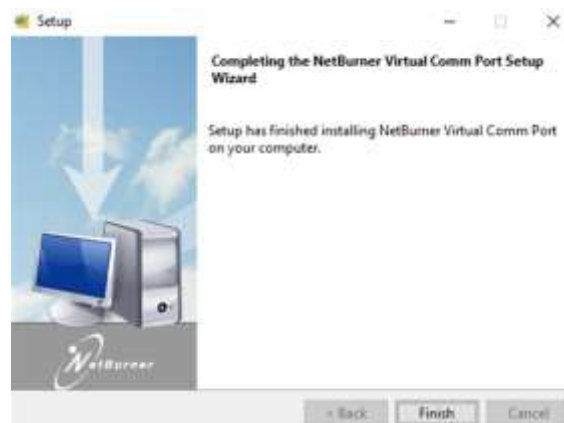 Setup
Completing the NetBurner Virtual Comm Port Setup
Wizard
Setup has finished installing NetBurner Virtual Comm Port
on your computer.
NetBurner
< Back
Finish
Cancel